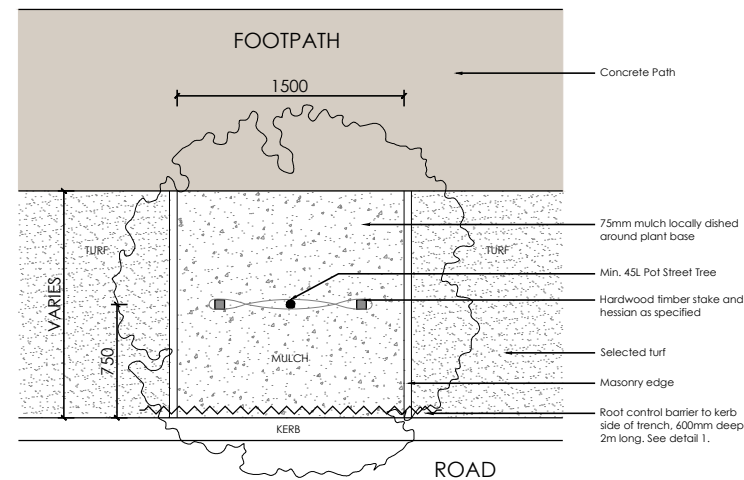 FOOTPATH
1500
Concrete Path
75mm mulch locally dished
around plant base
TURF
TURF
Min. 45L Pot Street Tree
Hardwood timber stake and
hessian as specified
VARIES
750
MULCH
Selected turf
Masonry edge
Root control barrier to kerb
side of trench, 600mm deep
2m long. See detail 1.
KERB
ROAD